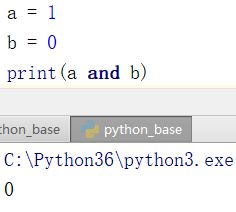 a = 1
b = 0
print(a and b)
thon_base python_base
C:\Python36\python3.exe
0